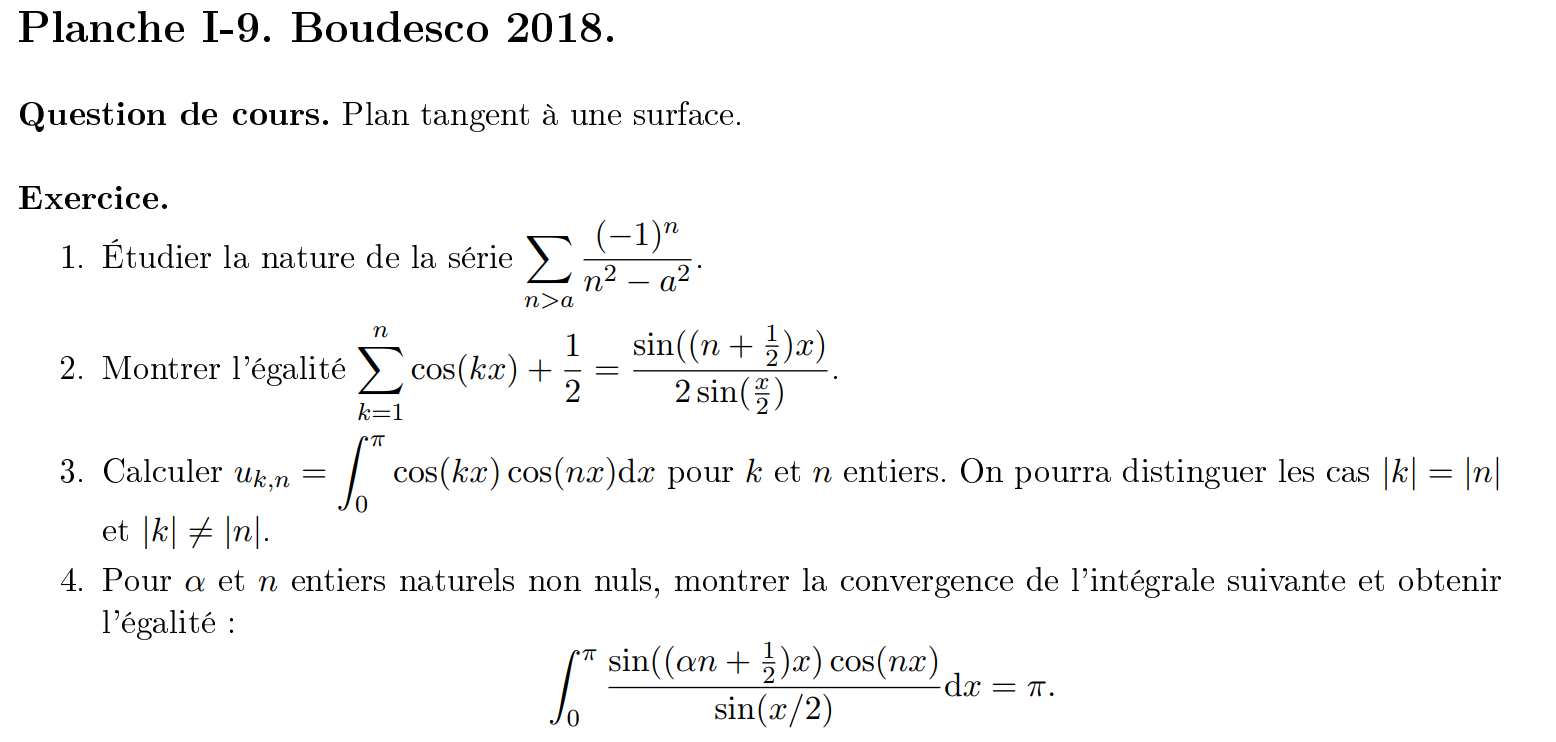 Planche I-9. Boudesco 2018.
Question de cours. Plan tangent à une surface.
Exercice.
1. Étudier la nature de la série $\sum_{n>a} \frac{(-1)^n}{n^2 - a^2}$.
2. Montrer l'égalité $\sum_{k=1}^{n} \cos(kx) + \frac{1}{2} = \frac{\sin((n + \frac{1}{2})x)}{2\sin(\frac{x}{2})}$.
3. Calculer $u_{k,n} = \int_0^{\pi} \cos(kx)\cos(nx)\mathrm{d}x$ pour $k$ et $n$ entiers. On pourra distinguer les cas $|k| = |n|$
et $|k| \neq |n|$.
4. Pour $\alpha$ et $n$ entiers naturels non nuls, montrer la convergence de l'intégrale suivante et obtenir
l'égalité :
$\int_0^{\pi} \frac{\sin((\alpha n + \frac{1}{2})x)\cos(nx)}{\sin(x/2)}\mathrm{d}x = \pi.$